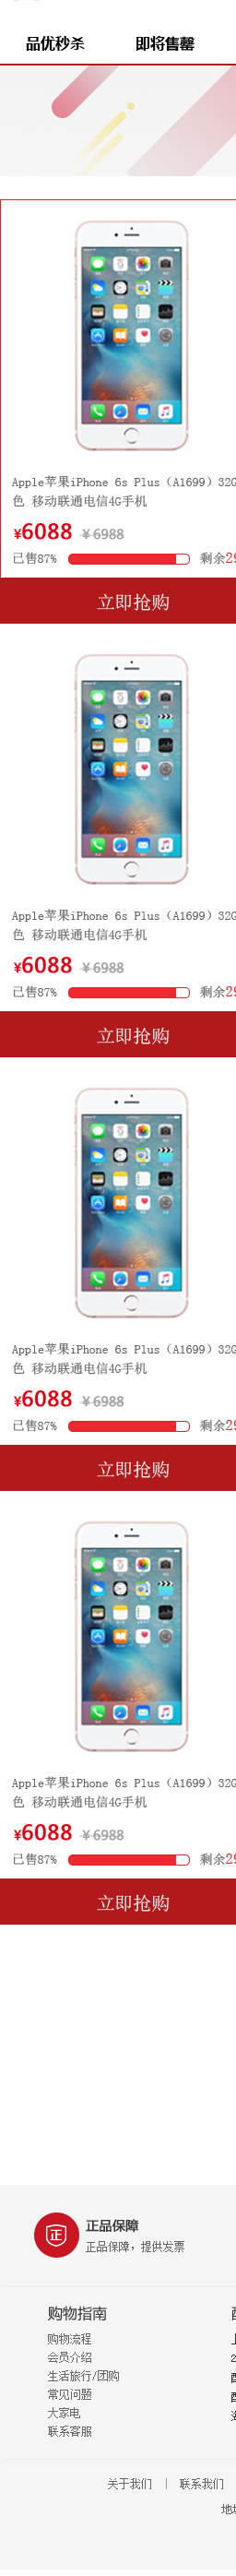 品优秒杀 即将售罄
Apple苹果iPhone 6s Plus（A1699）32G
色 移动联通电信4G手机
¥6088 ¥6988
已售87% 剩余29
立即抢购
Apple苹果iPhone 6s Plus（A1699）32G
色 移动联通电信4G手机
¥6088 ¥6988
已售87% 剩余29
立即抢购
Apple苹果iPhone 6s Plus（A1699）32G
色 移动联通电信4G手机
¥6088 ¥6988
已售87% 剩余29
立即抢购
Apple苹果iPhone 6s Plus（A1699）32G
色 移动联通电信4G手机
¥6088 ¥6988
已售87% 剩余29
立即抢购
正 正品保障
正品保障，提供发票
购物指南
购物流程
会员介绍
生活旅行/团购
常见问题
大家电
联系客服
关于我们 | 联系我们